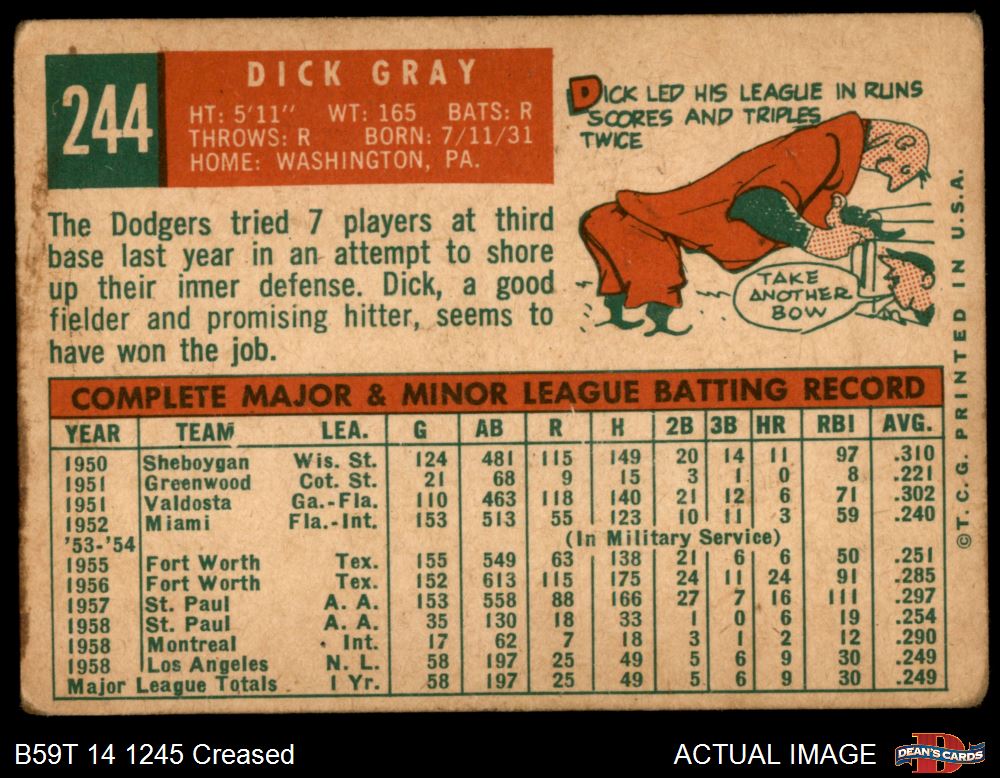 244
DICK GRAY
HT: 5'11" WT: 165 BATS: R
THROWS: R BORN: 7/11/31
HOME: WASHINGTON, PA.
DICK LED HIS LEAGUE IN RUNS
SCORES AND TRIPLES
TWICE
TAKE
ANOTHER
BOW
The Dodgers tried 7 players at third
base last year in an attempt to shore
up their inner defense. Dick, a good
fielder and promising hitter, seems to
have won the job.
©T.C.G. PRINTED IN U.S.A.
COMPLETE MAJOR & MINOR LEAGUE BATTING RECORD
YEAR TEAM LEA. G AB R H 2B 3B HR RBI AVG.
1950 Sheboygan Wis. St. 124 481 115 149 20 14 11 97 .310
1951 Greenwood Cot. St. 21 68 9 15 3 1 0 8 .221
1951 Valdosta Ga.-Fla. 110 463 118 140 21 12 6 71 .302
1952 Miami Fla.-Int. 153 513 55 123 10 11 3 59 .240
'53-'54 (In Military Service)
1955 Fort Worth Tex. 155 549 63 138 21 6 6 50 .251
1956 Fort Worth Tex. 152 613 115 175 24 11 24 91 .285
1957 St. Paul A. A. 153 558 88 166 27 7 16 111 .297
1958 St. Paul A. A. 35 130 18 33 1 0 6 19 .254
1958 Montreal Int. 17 62 7 18 3 1 2 12 .290
1958 Los Angeles N. L. 58 197 25 49 5 6 9 30 .249
Major League Totals 1 Yr. 58 197 25 49 5 6 9 30 .249
B59T 14 1245 Creased
ACTUAL IMAGE
DEAN'S CARDS